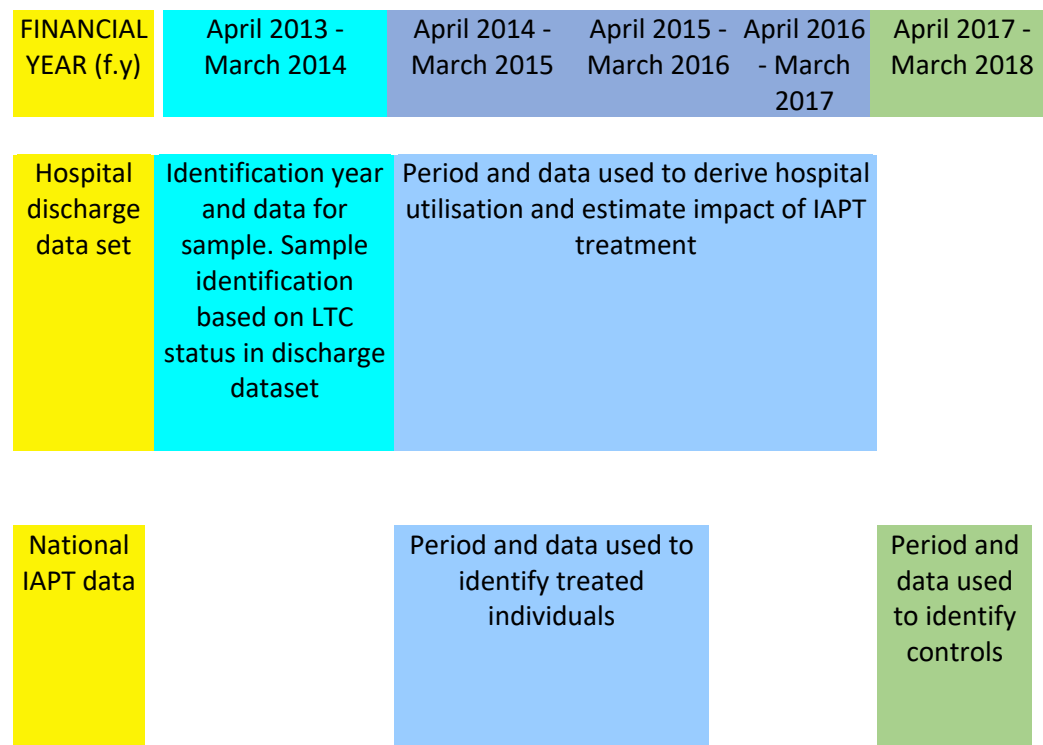 FINANCIAL
YEAR (f.y)
April 2013 -
March 2014
April 2014 -
March 2015
April 2015 -
March 2016
April 2016
- March
2017
April 2017 -
March 2018
Hospital
discharge
data set
Identification year
and data for
sample. Sample
identification
based on LTC
status in discharge
dataset
Period and data used to derive hospital
utilisation and estimate impact of IAPT
treatment
National
IAPT data
Period and data used to
identify treated
individuals
Period and
data used
to identify
controls